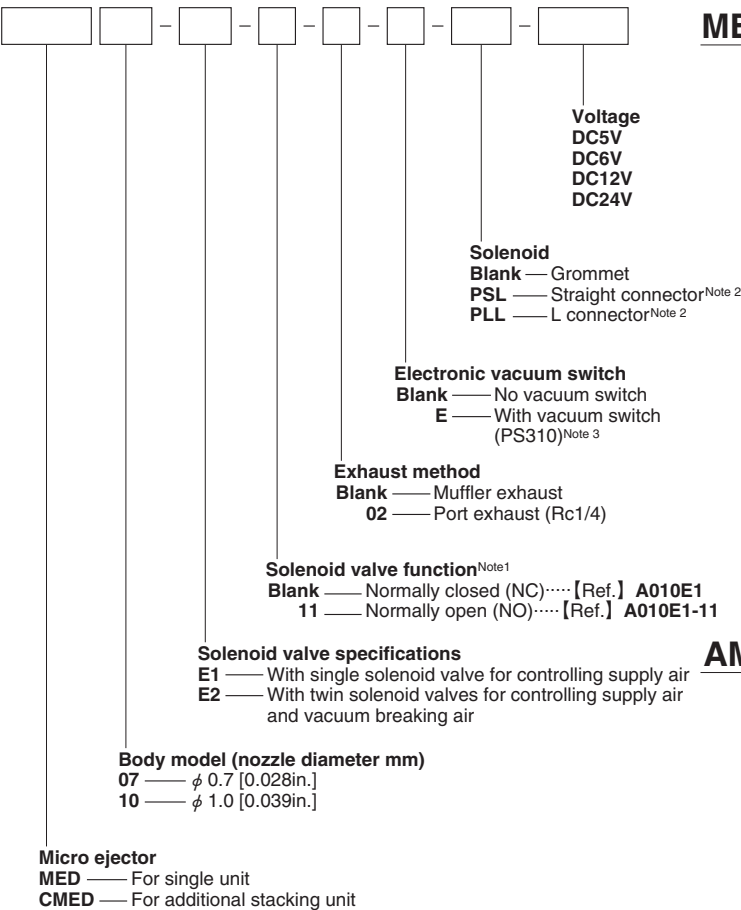 ME
Voltage
DC5V
DC6V
DC12V
DC24V
Solenoid
Blank — Grommet
PSL — Straight connector Note 2
PLL — L connector Note 2
Electronic vacuum switch
Blank — No vacuum switch
E — With vacuum switch
(PS310) Note 3
Exhaust method
Blank — Muffler exhaust
02 — Port exhaust (Rc1/4)
Solenoid valve function Note1
Blank — Normally closed (NC)·····【Ref.】 A010E1
11 — Normally open (NO)·····【Ref.】 A010E1-11
Solenoid valve specifications
AM
E1 — With single solenoid valve for controlling supply air
E2 — With twin solenoid valves for controlling supply air
and vacuum breaking air
Body model (nozzle diameter mm)
07 — φ 0.7 [0.028in.]
10 — φ 1.0 [0.039in.]
Micro ejector
MED — For single unit
CMED — For additional stacking unit